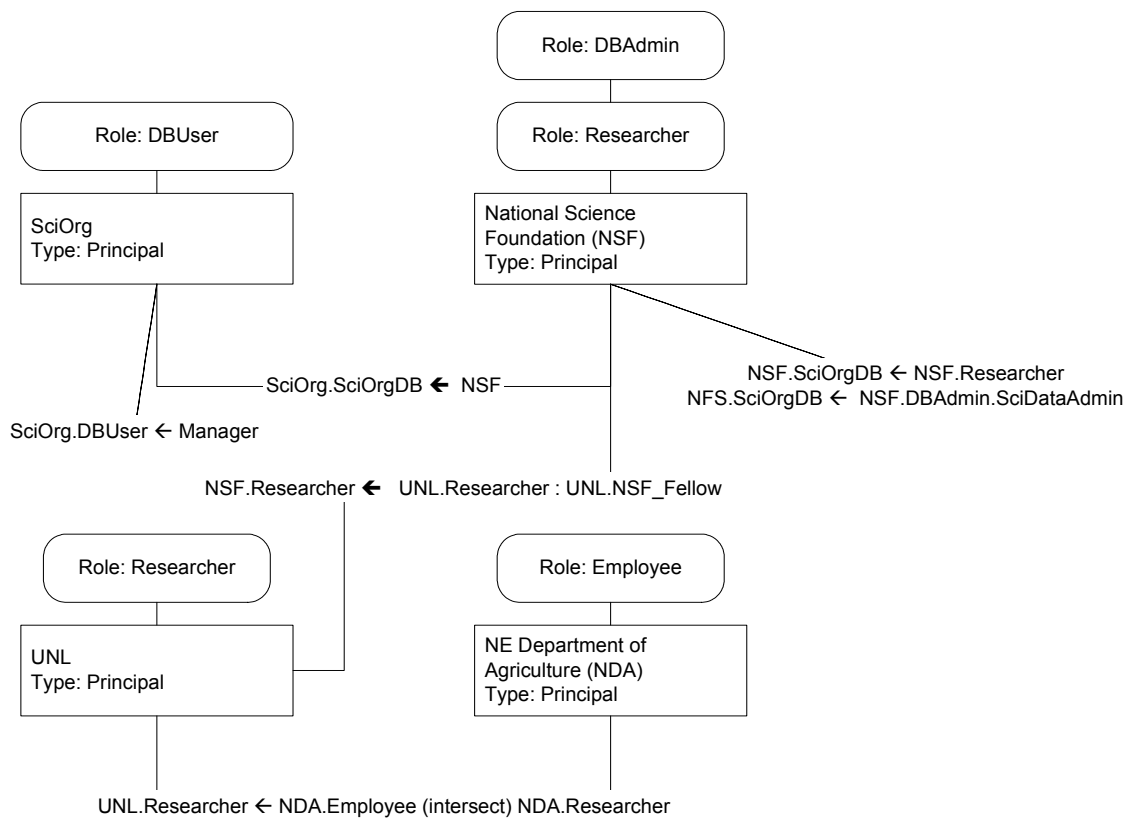 Role: DBAdmin
Role: DBUser
Role: Researcher
SciOrg
Type: Principal
National Science
Foundation (NSF)
Type: Principal
SciOrg.SciOrgDB 🡸 NSF
NSF.SciOrgDB ← NSF.Researcher
NFS.SciOrgDB ← NSF.DBAdmin.SciDataAdmin
SciOrg.DBUser ← Manager
NSF.Researcher 🡸 UNL.Researcher : UNL.NSF_Fellow
Role: Researcher
Role: Employee
UNL
Type: Principal
NE Department of
Agriculture (NDA)
Type: Principal
UNL.Researcher ← NDA.Employee (intersect) NDA.Researcher